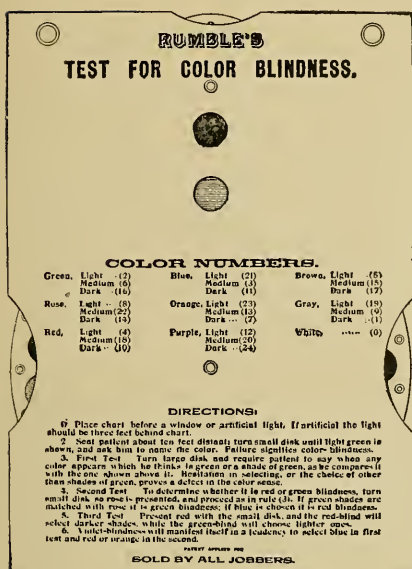 RUMBLE'S
TEST FOR COLOR BLINDNESS.
COLOR NUMBERS.
Green, Light (2) Blue, Light (21) Brown, Light (5)
Medium (6) Medium (3) Medium (15)
Dark (16) Dark (11) Dark (17)
Rose, Light (8) Orange, Light (23) Gray, Light (19)
Medium (22) Medium (13) Medium (9)
Dark (14) Dark (7) Dark (1)
Red, Light (4) Purple, Light (12) White, (0)
Medium (18) Medium (20)
Dark (10) Dark (24)
DIRECTIONS:
Place chart before a window or artificial light. If artificial the light
should be three feet behind chart.
2 Seat patient about ten feet distant; turn small disk until light green is
shown, and ask him to name the color. Failure signifies color-blindness.
3. First Test Turn large disk and require patient to say when any
color appears which he thinks is green or a shade of green, as he compares it
with the one shown above it. Hesitation in selecting, or the choice of other
than shades of green, proves a defect in the color sense.
4. Second Test To determine whether it is red or green blindness, turn
small disk so rose is presented, and proceed as in rule (3). If green shades are
matched with rose it is green blindness; if blue is chosen it is red blindness.
5. Third Test Present red with the small disk, and the red-blind will
select darker shades, while the green-blind will choose lighter ones.
6. Violet-blindness will manifest itself in a tendency to select blue in first
test and red or orange in the second.
PATENT APPLIED FOR
SOLD BY ALL JOBBERS.